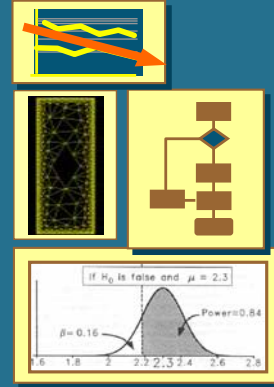 If H₀ is false and μ = 2.3
Power=0.84
β=0.16
1.6 1.8 2 2.2 2.3 2.4 2.6 2.8